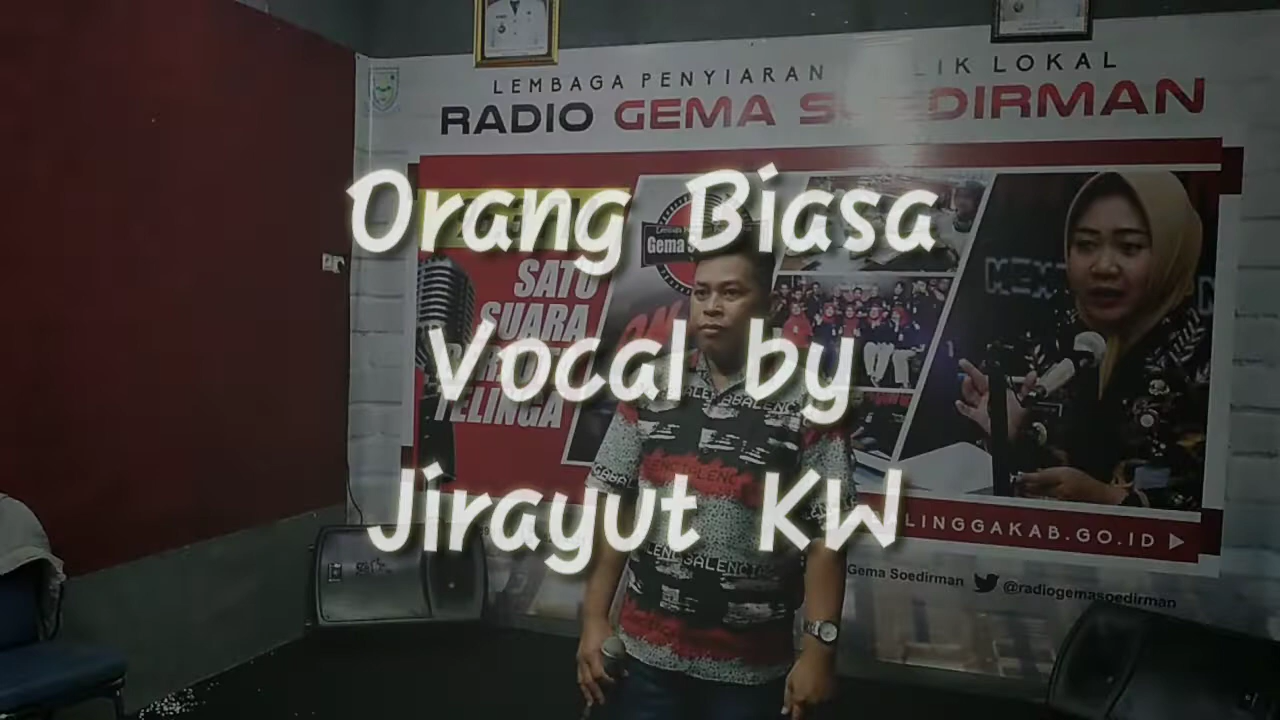 LEMBAGA PENYIARAN LIK LOKAL
RADIO GEMA SOEDIRMAN
Orang Biasa
Gema S
SATU
SUARA
TELINGA
Vocal by
Jirayut KW
LINGGAKAB.GO.ID
Gema Soedirman @radiogemasoedirman